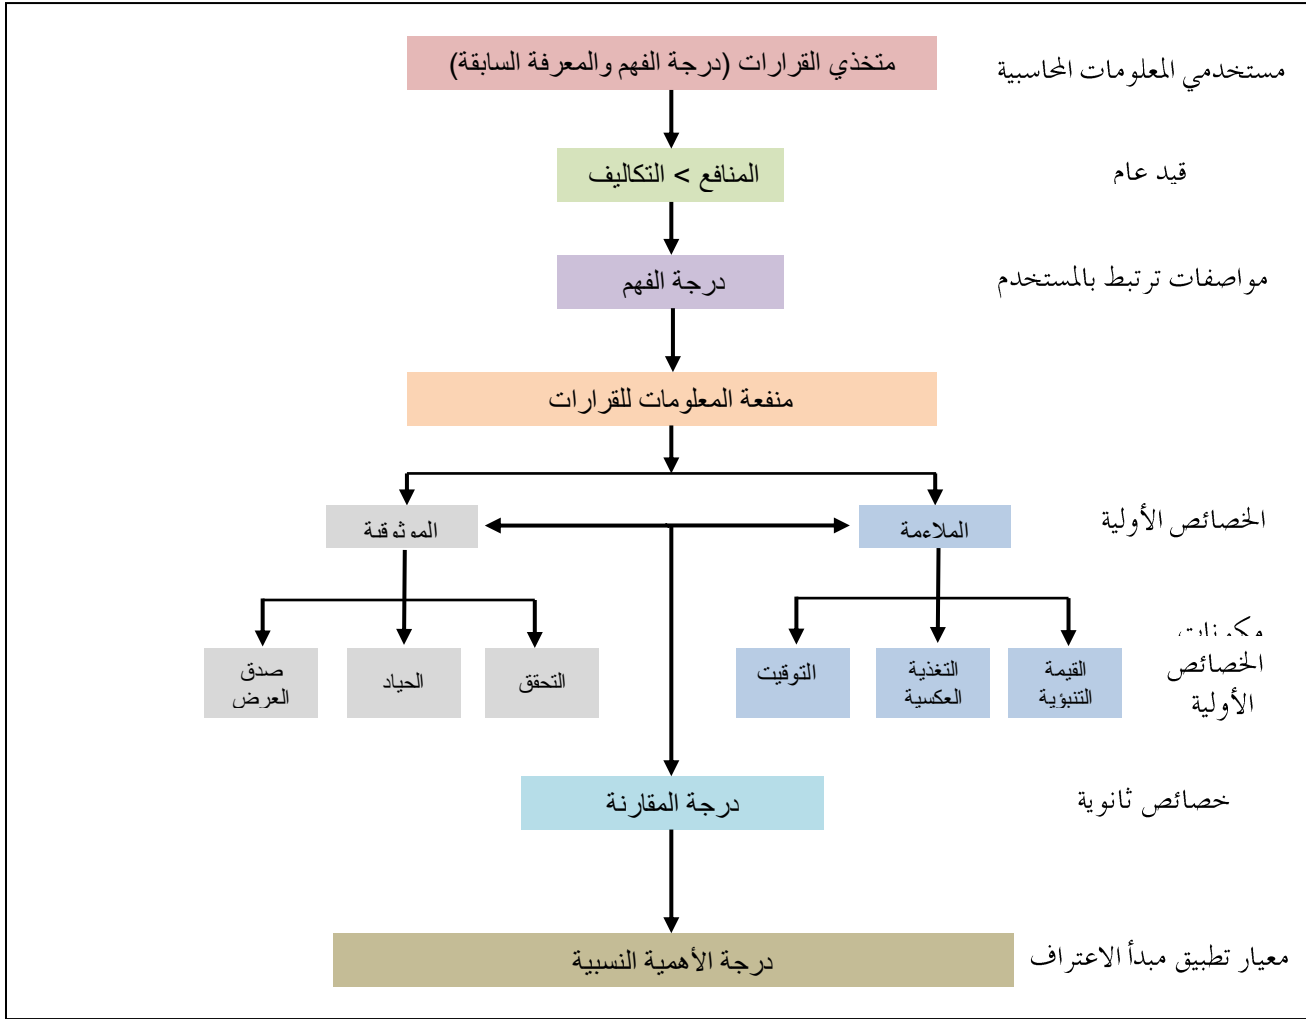 متخذي القرارات (درجة الفهم والمعرفة السابقة)
مستخدمي المعلومات المحاسبية
المنافع > التكاليف
قيد عام
درجة الفهم
مواصفات ترتبط بالمستخدم
منفعة المعلومات للقرارات
الخصائص الأولية
الملاءمة
الموثوقية
مكونات
الخصائص
الأولية
القيمة
التنبؤية
التغذية
العكسية
التوقيت
التحقق
الحياد
صدق
العرض
خصائص ثانوية
درجة المقارنة
معيار تطبيق مبدأ الاعتراف
درجة الأهمية النسبية